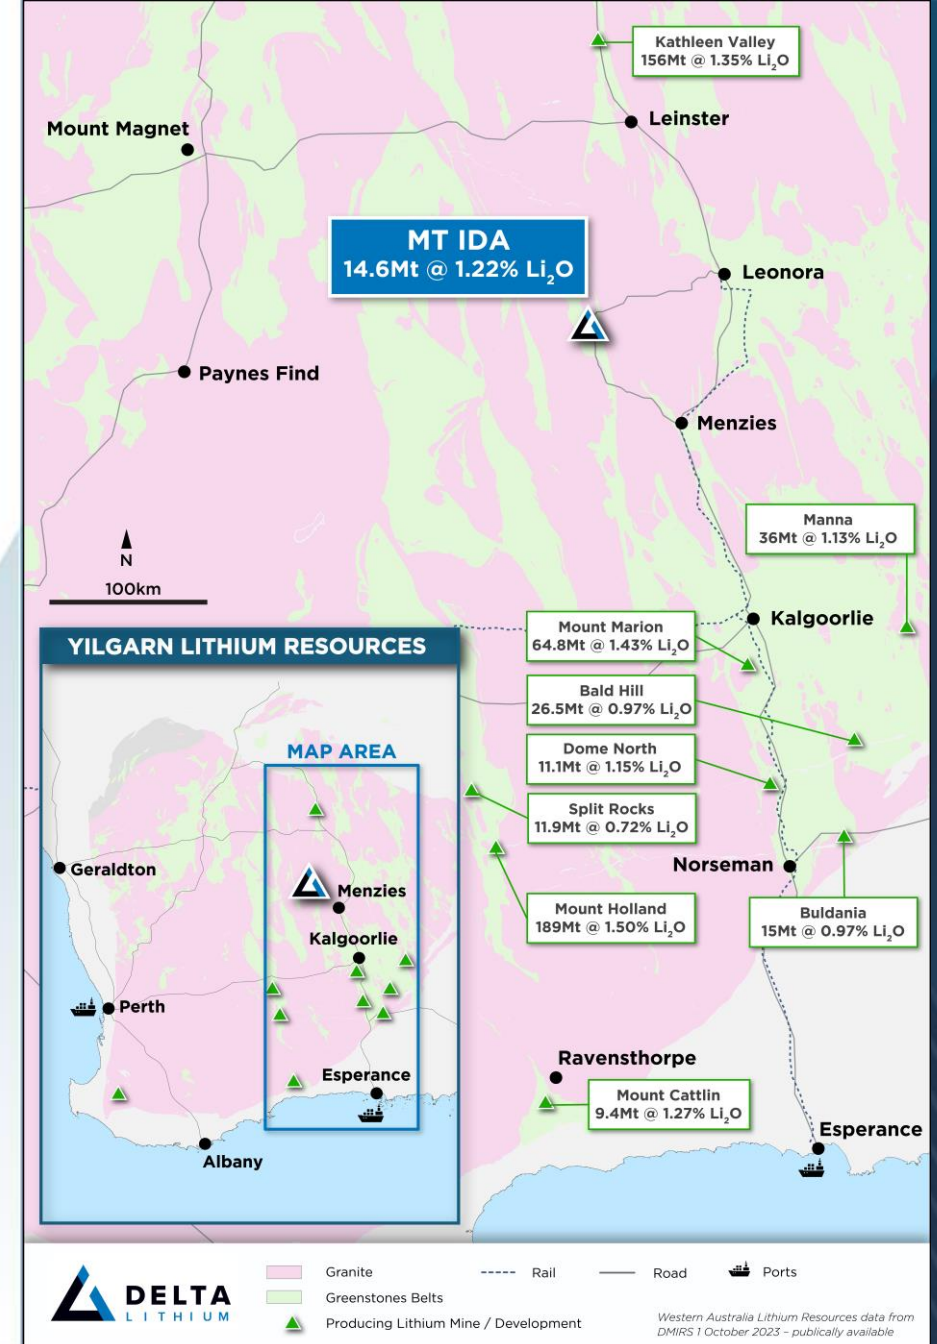 Kathleen Valley
156Mt @ 1.35% Li₂O
Leinster
Mount Magnet
MT IDA
14.6Mt @ 1.22% Li₂O
Leonora
Paynes Find
Menzies
Manna
36Mt @ 1.13% Li₂O
N
100km
Kalgoorlie
Mount Marion
64.8Mt @ 1.43% Li₂O
Bald Hill
26.5Mt @ 0.97% Li₂O
Dome North
11.1Mt @ 1.15% Li₂O
Split Rocks
11.9Mt @ 0.72% Li₂O
Norseman
Mount Holland
189Mt @ 1.50% Li₂O
Buldania
15Mt @ 0.97% Li₂O
Ravensthorpe
Mount Cattlin
9.4Mt @ 1.27% Li₂O
Esperance
YILGARN LITHIUM RESOURCES
MAP AREA
Geraldton
Menzies
Kalgoorlie
Perth
Esperance
Albany
DELTA
LITHIUM
Granite
Rail
Road
Ports
Greenstones Belts
Producing Lithium Mine / Development
Western Australia Lithium Resources data from
DMIRS 1 October 2023 – publically available